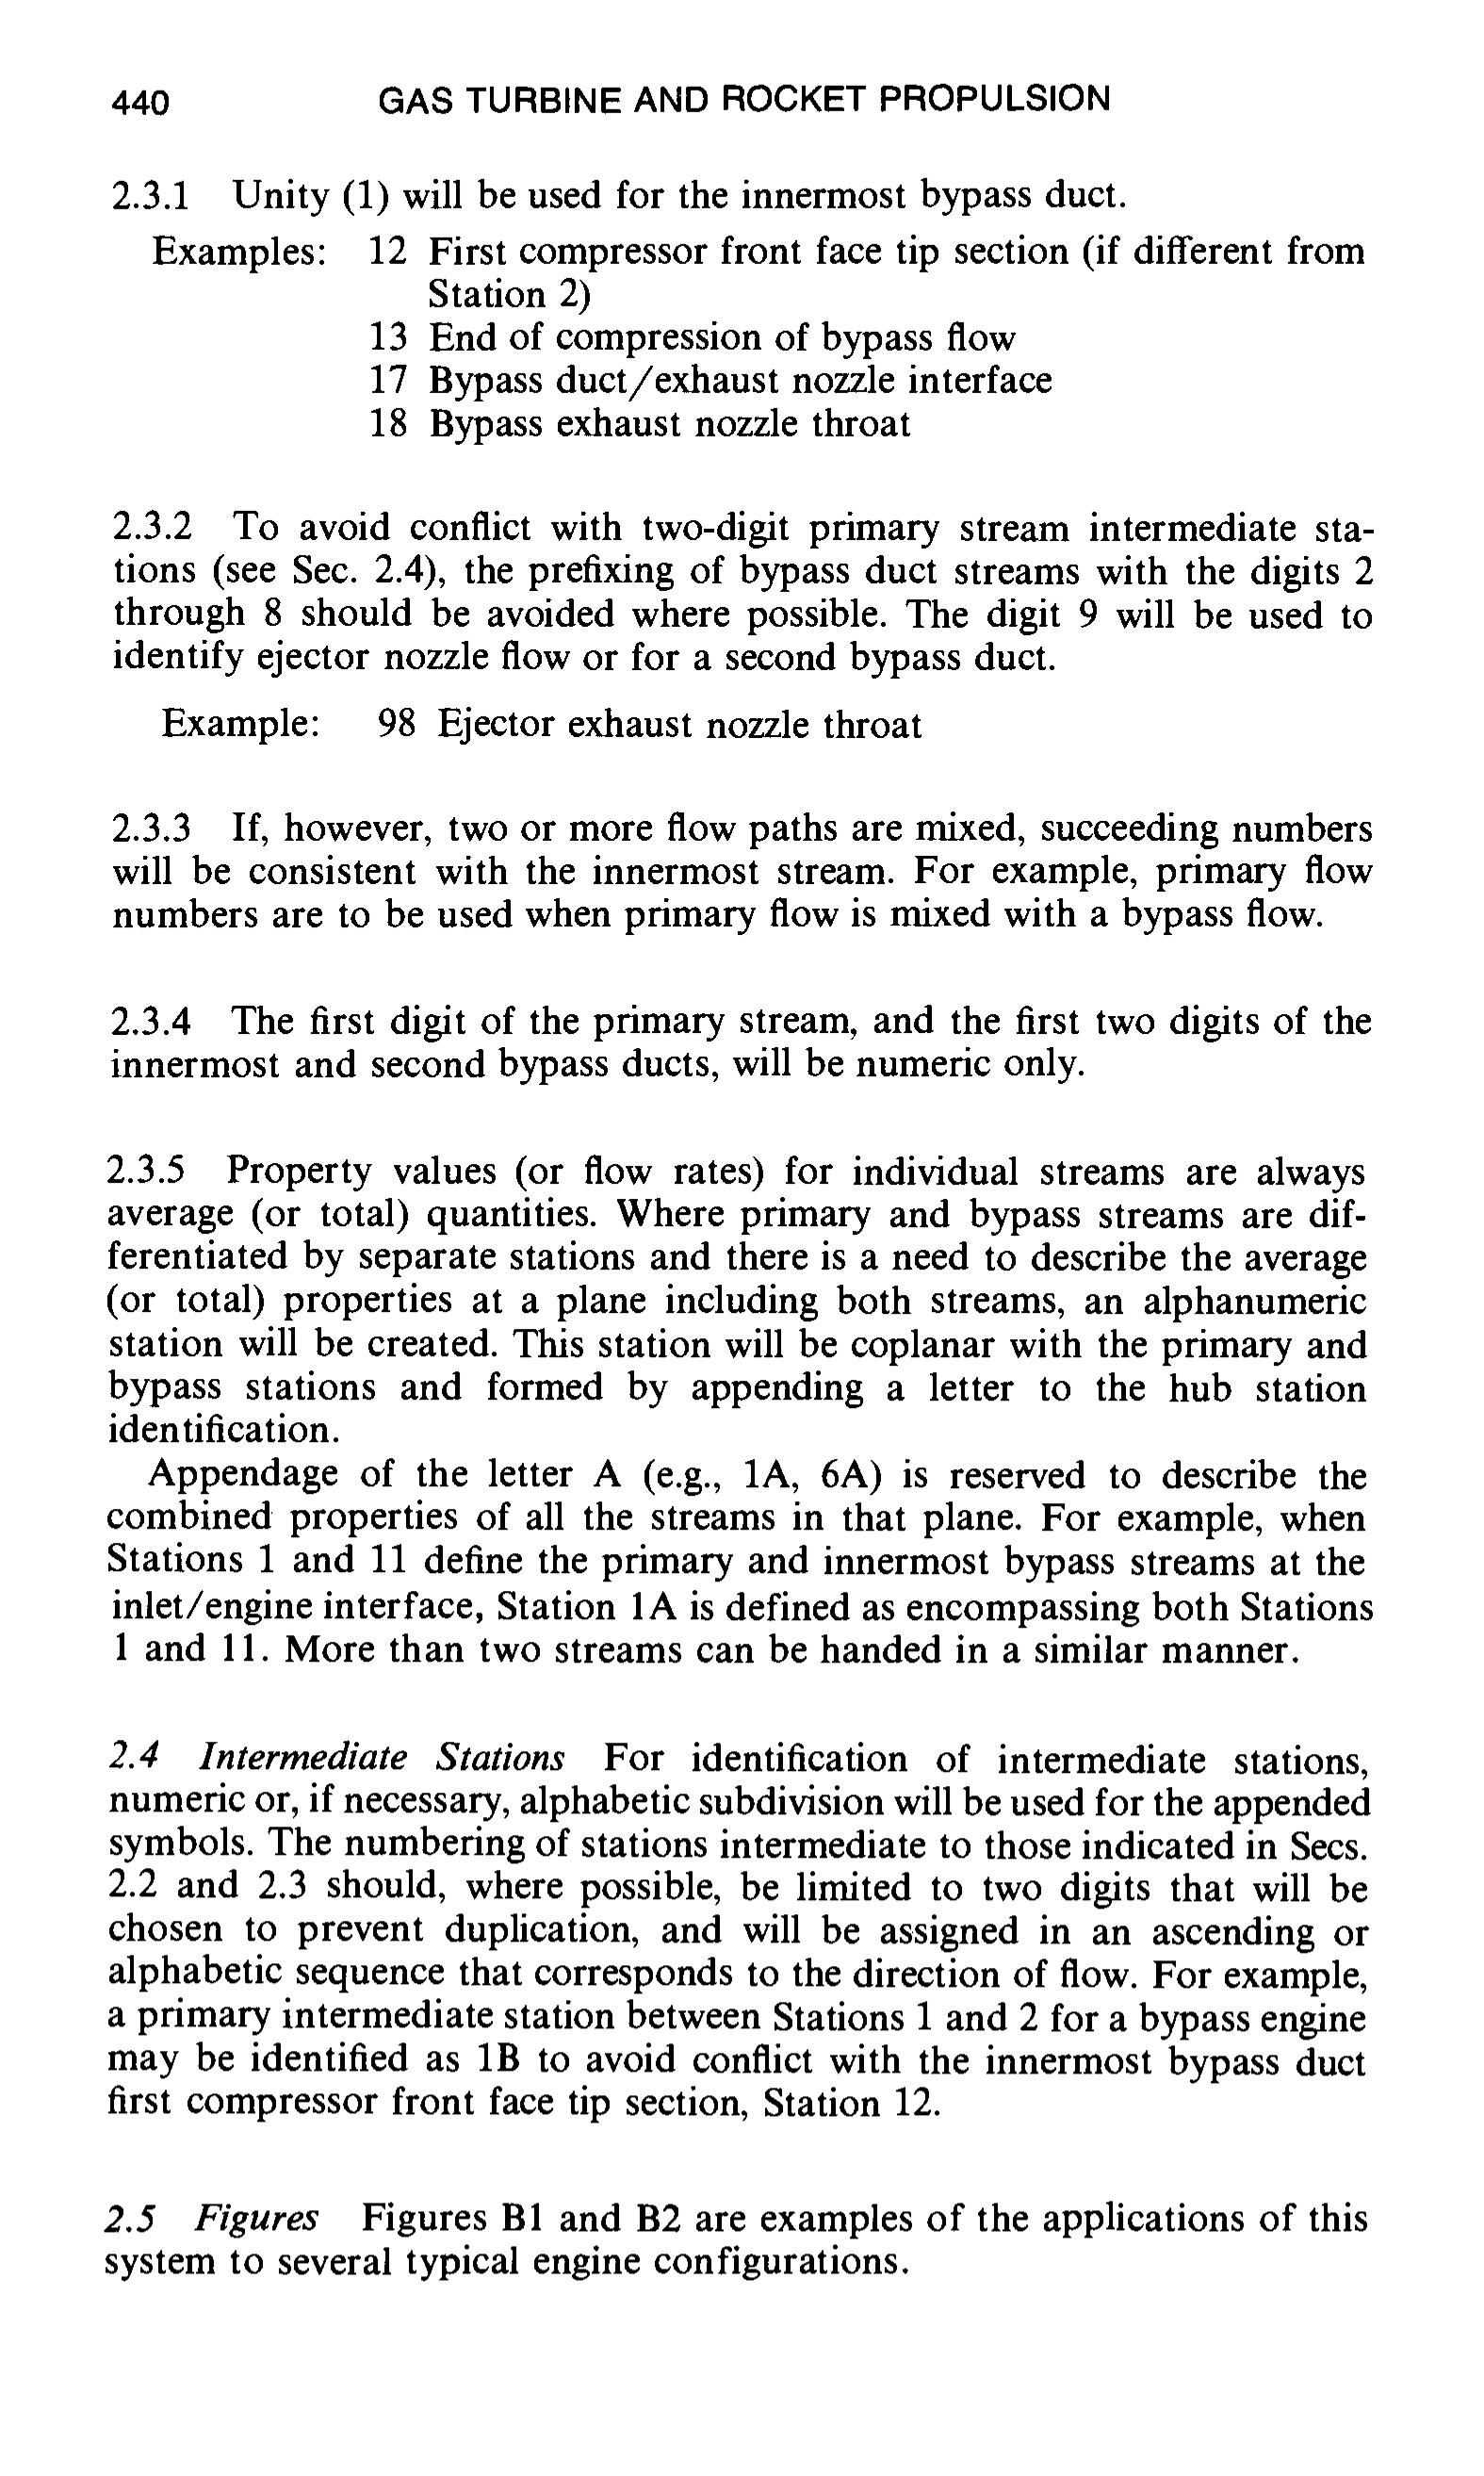 440 GAS TURBINE AND ROCKET PROPULSION
2.3.1 Unity (1) will be used for the innermost bypass duct.
Examples: 12 First compressor front face tip section (if different from
Station 2)
13 End of compression of bypass flow
17 Bypass duct/exhaust nozzle interface
18 Bypass exhaust nozzle throat
2.3.2 To avoid conflict with two-digit primary stream intermediate sta-
tions (see Sec. 2.4), the prefixing of bypass duct streams with the digits 2
through 8 should be avoided where possible. The digit 9 will be used to
identify ejector nozzle flow or for a second bypass duct.
Example: 98 Ejector exhaust nozzle throat
2.3.3 If, however, two or more flow paths are mixed, succeeding numbers
will be consistent with the innermost stream. For example, primary flow
numbers are to be used when primary flow is mixed with a bypass flow.
2.3.4 The first digit of the primary stream, and the first two digits of the
innermost and second bypass ducts, will be numeric only.
2.3.5 Property values (or flow rates) for individual streams are always
average (or total) quantities. Where primary and bypass streams are dif-
ferentiated by separate stations and there is a need to describe the average
(or total) properties at a plane including both streams, an alphanumeric
station will be created. This station will be coplanar with the primary and
bypass stations and formed by appending a letter to the hub station
identification.
Appendage of the letter A (e.g., 1A, 6A) is reserved to describe the
combined properties of all the streams in that plane. For example, when
Stations 1 and 11 define the primary and innermost bypass streams at the
inlet/engine interface, Station 1A is defined as encompassing both Stations
1 and 11. More than two streams can be handed in a similar manner.
2.4 Intermediate Stations For identification of intermediate stations,
numeric or, if necessary, alphabetic subdivision will be used for the appended
symbols. The numbering of stations intermediate to those indicated in Secs.
2.2 and 2.3 should, where possible, be limited to two digits that will be
chosen to prevent duplication, and will be assigned in an ascending or
alphabetic sequence that corresponds to the direction of flow. For example,
a primary intermediate station between Stations 1 and 2 for a bypass engine
may be identified as 1B to avoid conflict with the innermost bypass duct
first compressor front face tip section, Station 12.
2.5 Figures Figures B1 and B2 are examples of the applications of this
system to several typical engine configurations.